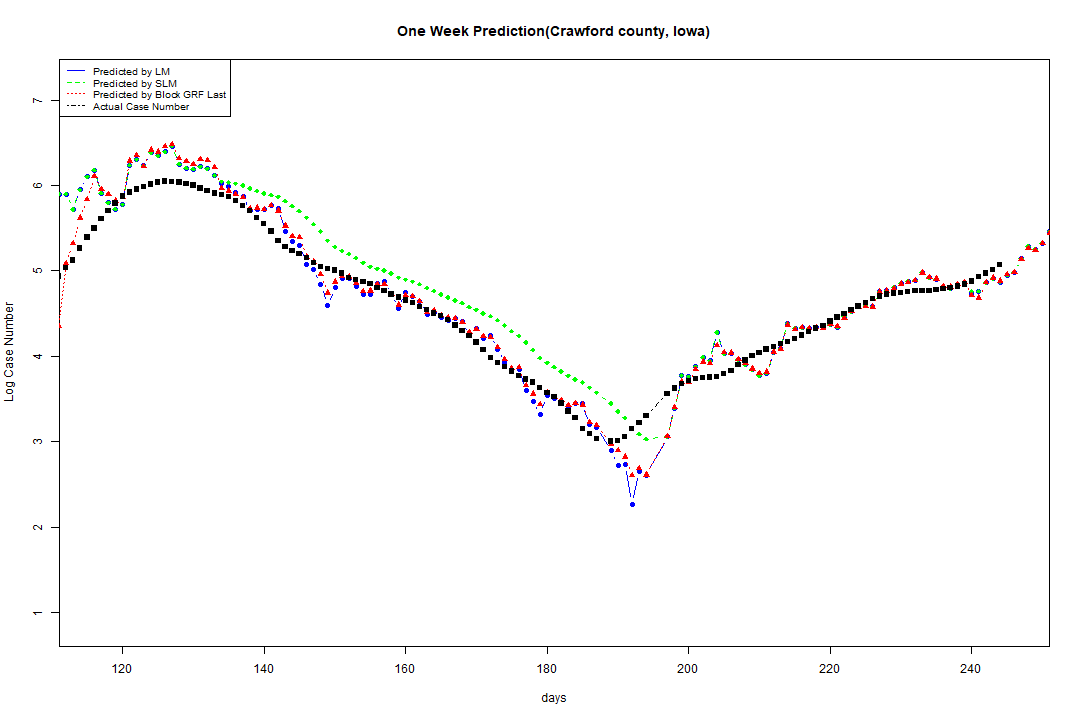 One Week Prediction(Crawford county, Iowa)
Predicted by LM
Predicted by SLM
Predicted by Block GRF Last
Actual Case Number
Log Case Number
7
6
5
4
3
2
1
120 140 160 180 200 220 240
days